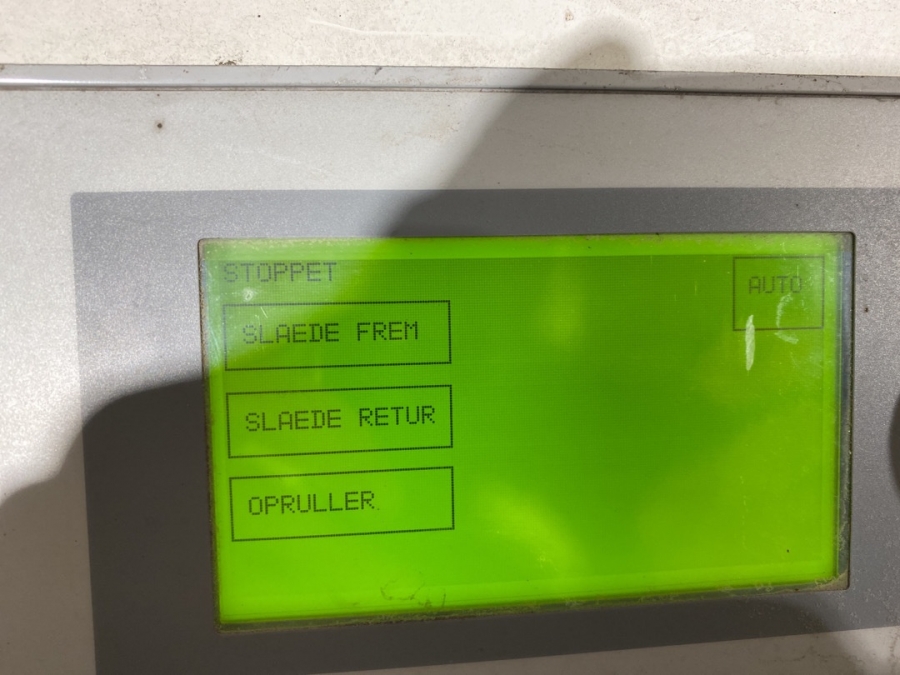 STOPPET
AUTO
SLAEDE FREM
SLAEDE RETUR
OPRULLER